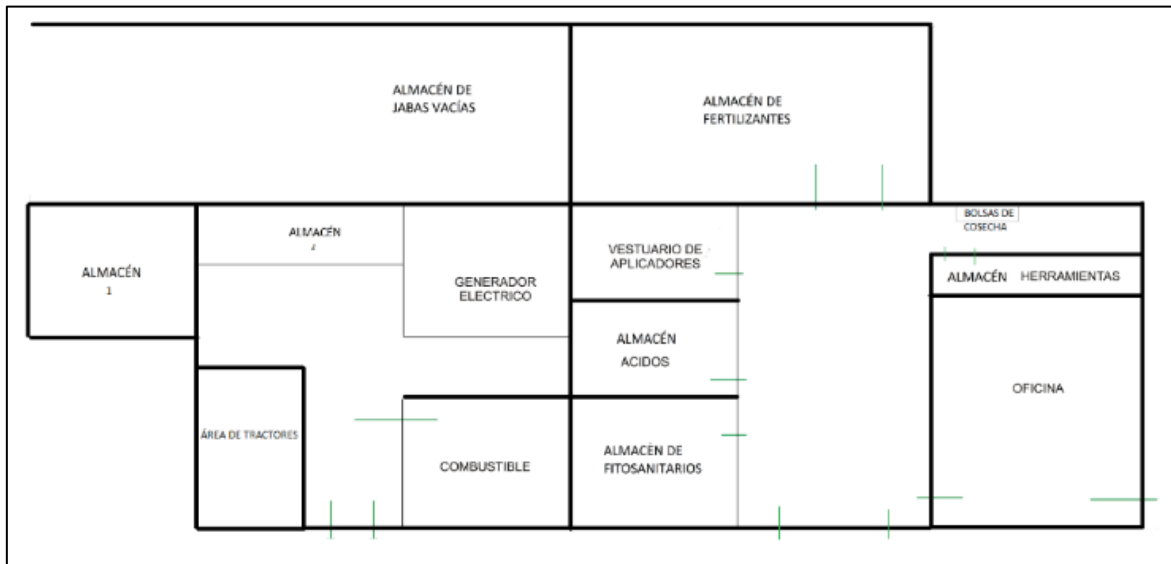 ALMACÉN DE
JABAS VACÍAS
ALMACÉN DE
FERTILIZANTES
BOLSAS DE
COSECHA
ALMACÉN
VESTUARIO DE
APLICADORES
ALMACÉN
1
GENERADOR
ELECTRICO
ALMACÉN HERRAMIENTAS
ALMACÉN
ACIDOS
OFICINA
ÁREA DE TRACTORES
COMBUSTIBLE
ALMACÉN DE
FITOSANITARIOS